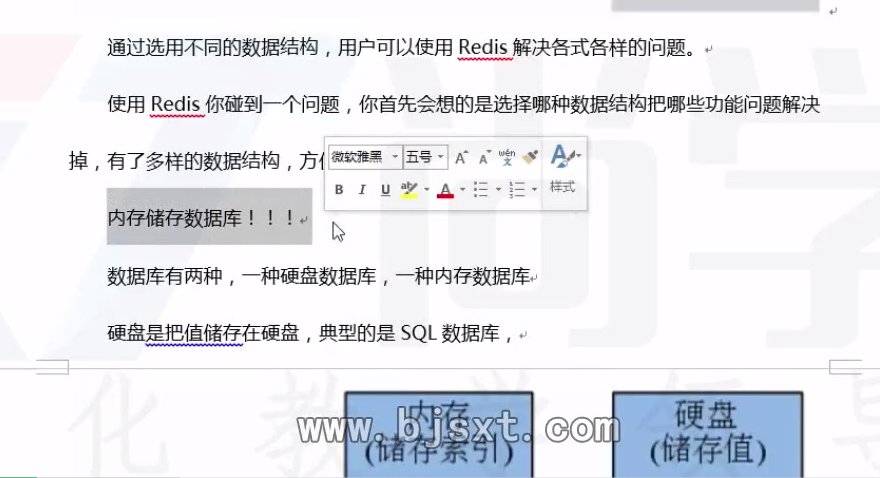 通过选用不同的数据结构，用户可以使用 Redis 解决各式各样的问题。
使用 Redis 你碰到一个问题，你首先会想的是选择哪种数据结构把哪些功能问题解决
掉，有了多样的数据结构，方
微软雅黑 五号
wén
文
B I U ab A 样式
内存储存数据库！！！
数据库有两种，一种硬盘数据库，一种内存数据库
硬盘是把值储存在硬盘，典型的是 SQL 数据库，
内存
(储存索引)
硬盘
(储存值)
www.bjsxt.com
尚学
化 教